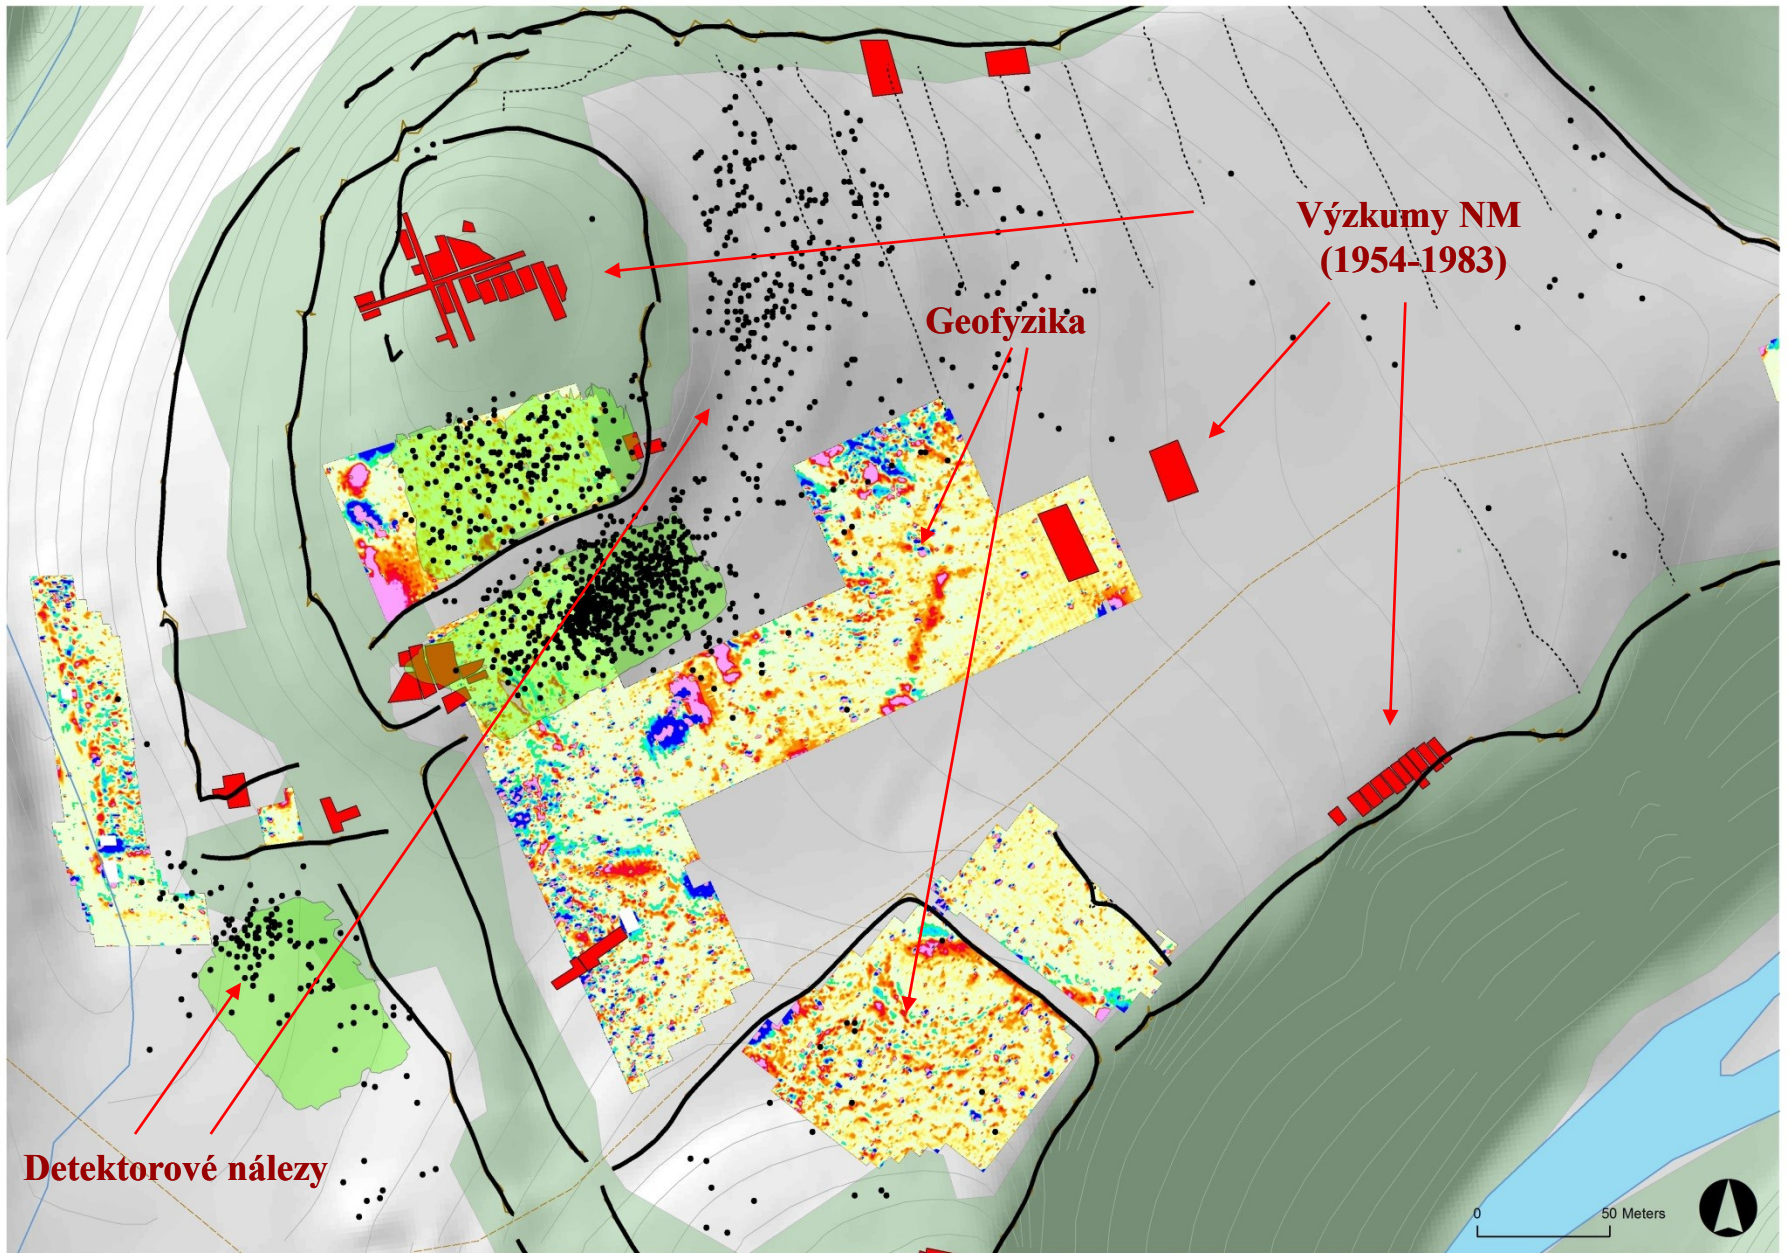 Výzkumy NM
(1954-1983)
Geofyzika
Detektorové nálezy
0 50 Meters